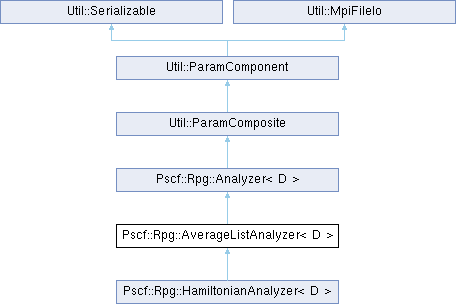 Util::Serializable
Util::MpiFileIo
Util::ParamComponent
Util::ParamComposite
Pscf::Rpg::Analyzer< D >
Pscf::Rpg::AverageListAnalyzer< D >
Pscf::Rpg::HamiltonianAnalyzer< D >